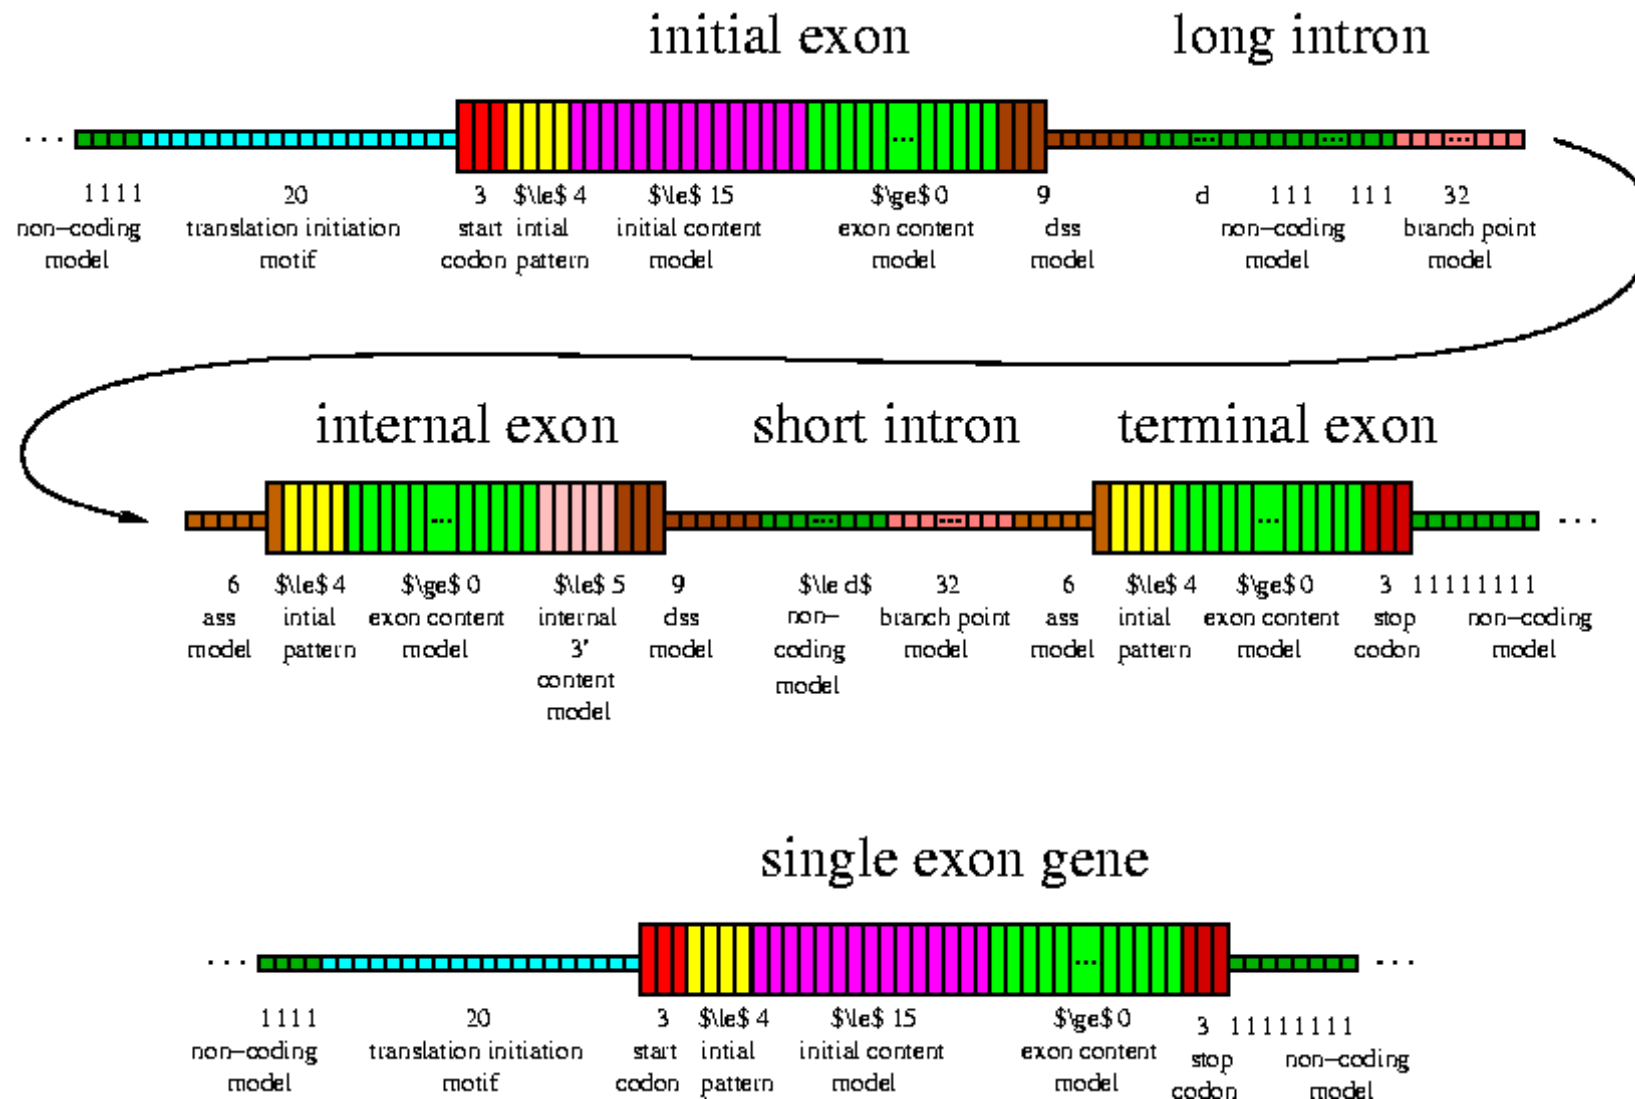 initial exon long intron
... ... ... ...
1 1 1 1 20 3 $\le$ 4 $\le$ 15 $\ge$ 0 9 d 1 1 1 1 1 1 32
non-coding translation initiation start intial initial content exon content dss non-coding branch point
model motif codon pattern model model model model model
internal exon short intron terminal exon
... ... ... ... ...
6 $\le$ 4 $\ge$ 0 $\le$ 5 9 $\le d$ 32 6 $\le$ 4 $\ge$ 0 3 1 1 1 1 1 1 1 1
ass intial exon content internal dss non- branch point ass intial exon content stop non-coding
model pattern model 3' model coding model model pattern model codon model
content model
model
single exon gene
... ... ...
1 1 1 1 20 3 $\le$ 4 $\le$ 15 $\ge$ 0 3 1 1 1 1 1 1 1 1
non-coding translation initiation start intial initial content exon content stop non-coding
model motif codon pattern model model codon model